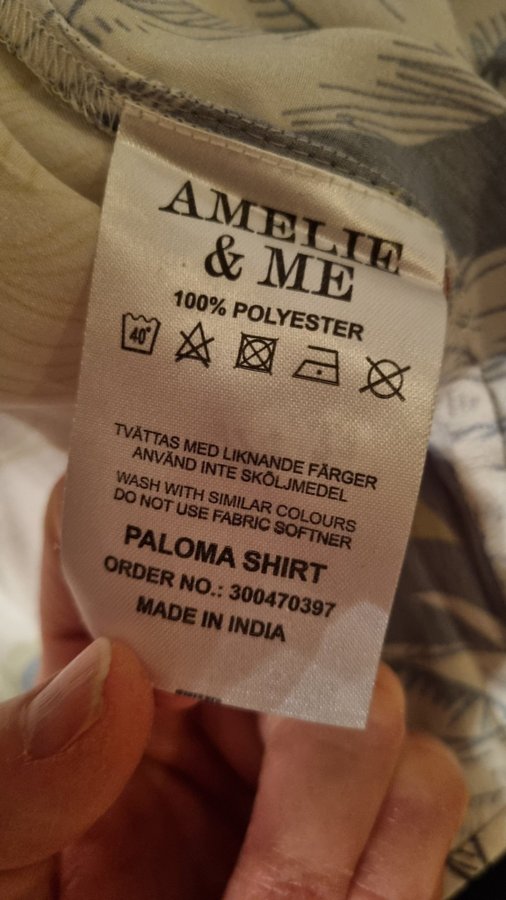 AMELIE
& ME
100% POLYESTER
40°
TVÄTTAS MED LIKNANDE FÄRGER
ANVÄND INTE SKÖLJMEDEL
WASH WITH SIMILAR COLOURS
DO NOT USE FABRIC SOFTNER
PALOMA SHIRT
ORDER NO.: 300470397
MADE IN INDIA